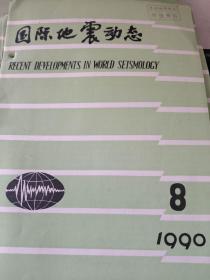 国际地震动态
RECENT DEVELOPMENTS IN WORLD SEISMOLOGY
8
1990